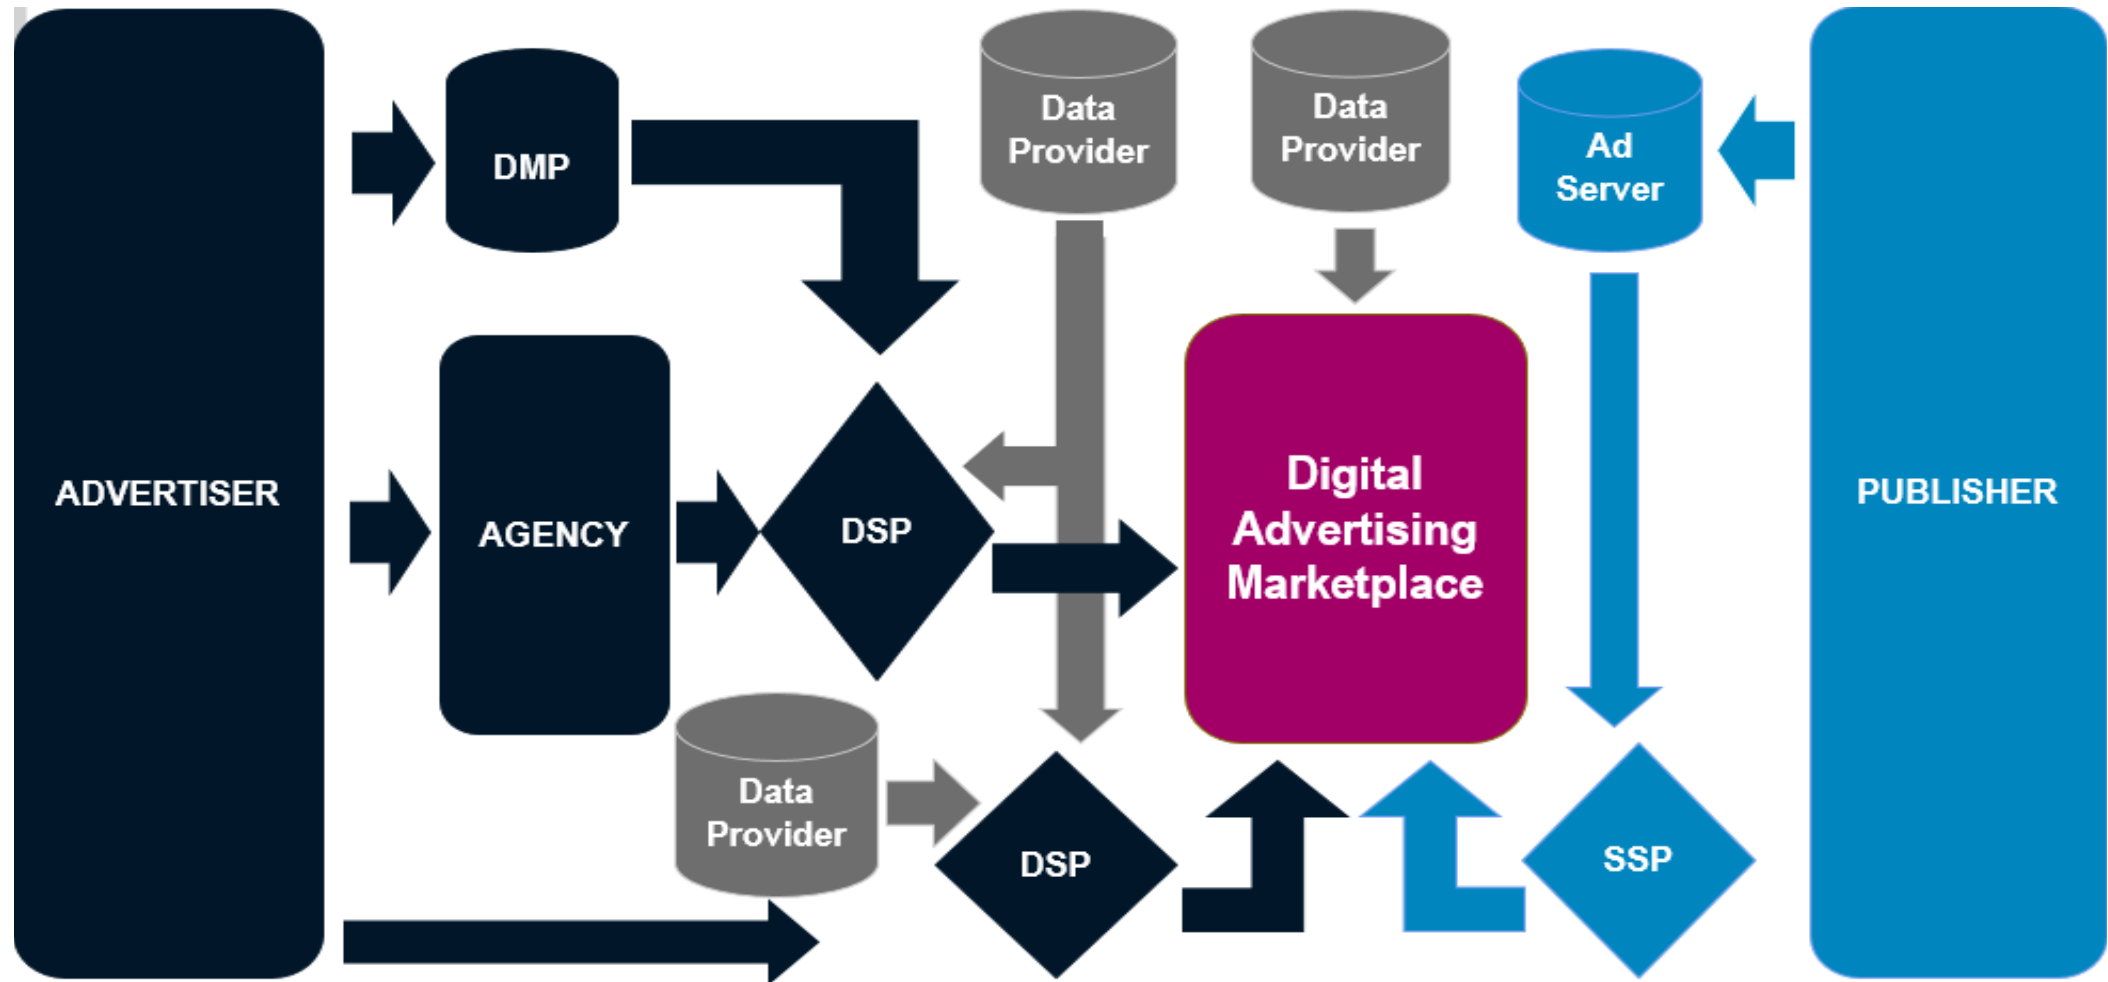 ADVERTISER
DMP
AGENCY
DSP
Data
Provider
Data
Provider
Data
Provider
DSP
Digital
Advertising
Marketplace
Ad
Server
SSP
PUBLISHER